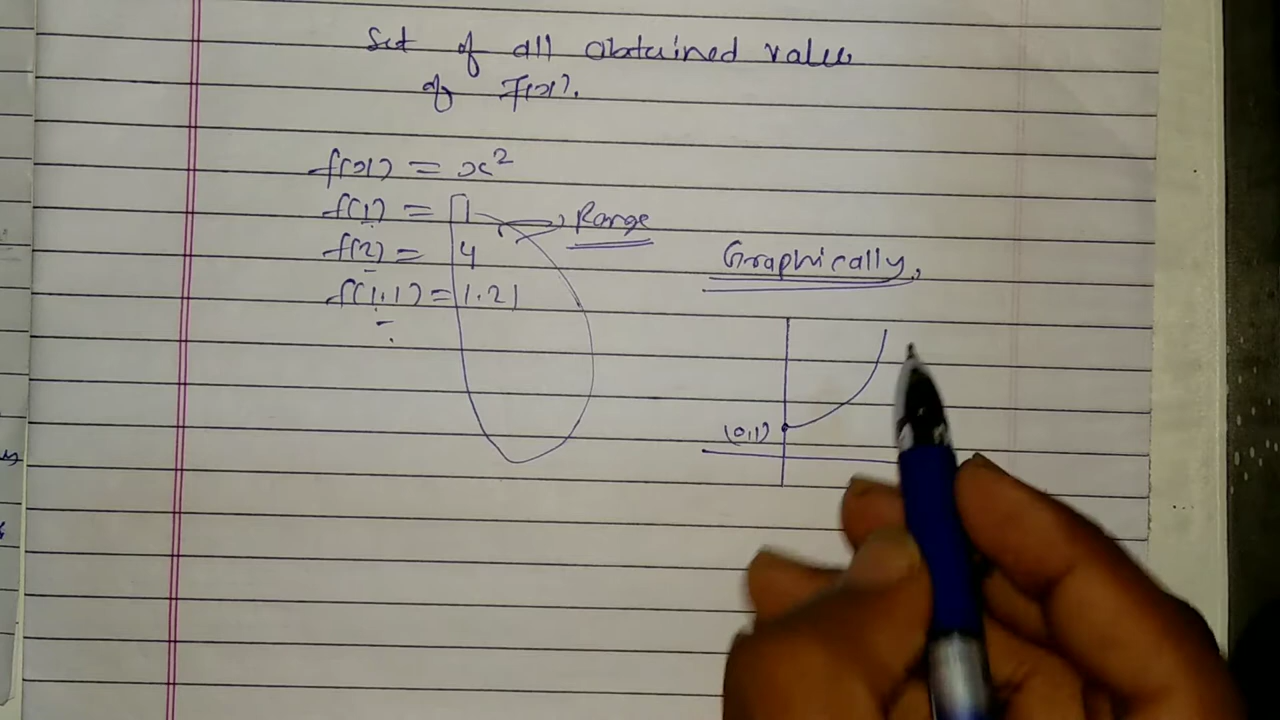 Set of all obtained value
of f(x).
f(x) = x²
f(1) = 1 → Range
f(2) = 4
f(1.1) = 1.21
Graphically,
(0,1)